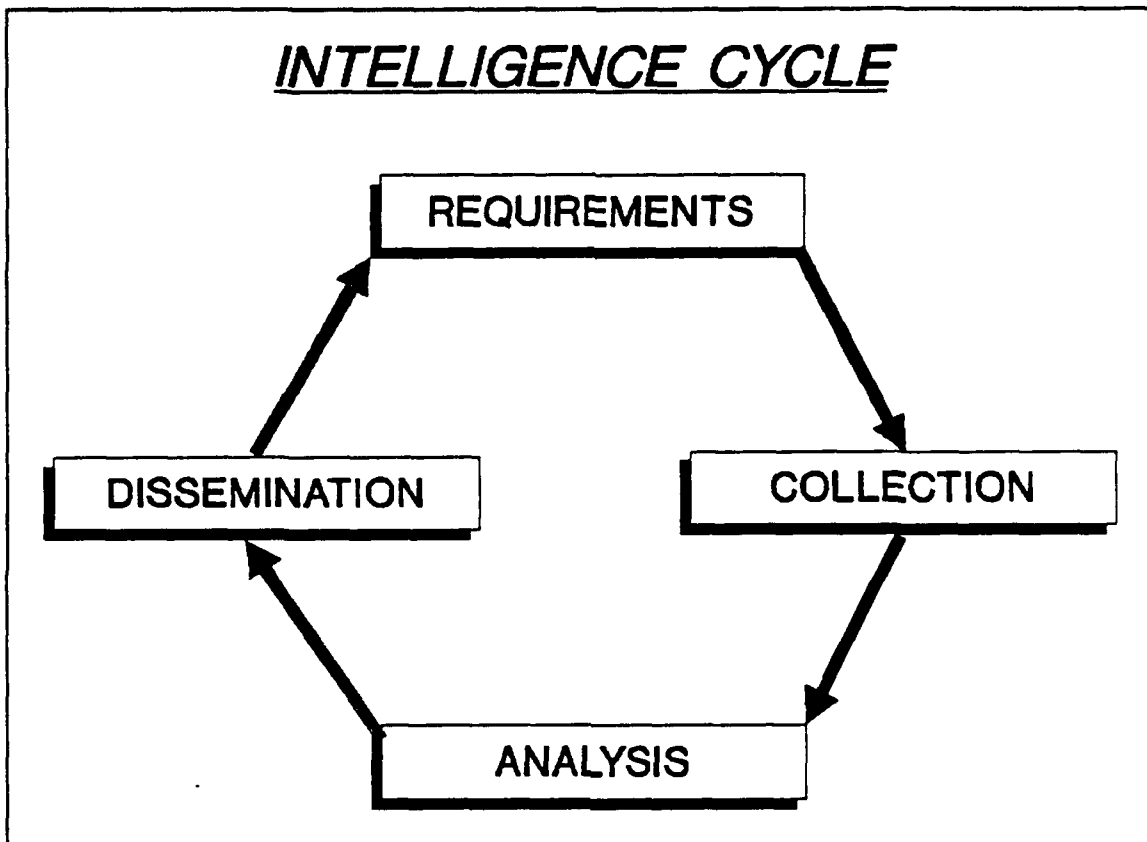 INTELLIGENCE CYCLE
REQUIREMENTS
DISSEMINATION
COLLECTION
ANALYSIS